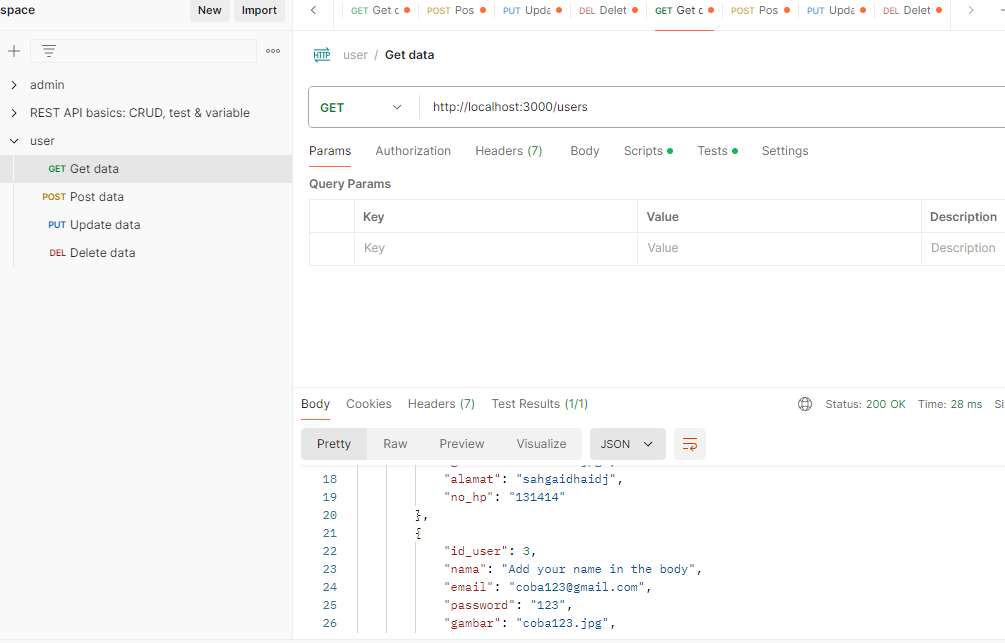 space New Import
GET Get c POST Pos PUT Upda DEL Delet GET Get c POST Pos PUT Upda DEL Delet
HTTP user / Get data
admin
REST API basics: CRUD, test & variable
user
GET Get data
POST Post data
PUT Update data
DEL Delete data
GET http://localhost:3000/users
Params Authorization Headers (7) Body Scripts Tests Settings
Query Params
Key Value Description
Key Value Description
Body Cookies Headers (7) Test Results (1/1) Status: 200 OK Time: 28 ms Si
Pretty Raw Preview Visualize JSON
18 "alamat": "sahgaidhaidj",
19 "no_hp": "131414"
20 },
21 {
22 "id_user": 3,
23 "nama": "Add your name in the body",
24 "email": "coba123@gmail.com",
25 "password": "123",
26 "gambar": "coba123.jpg",